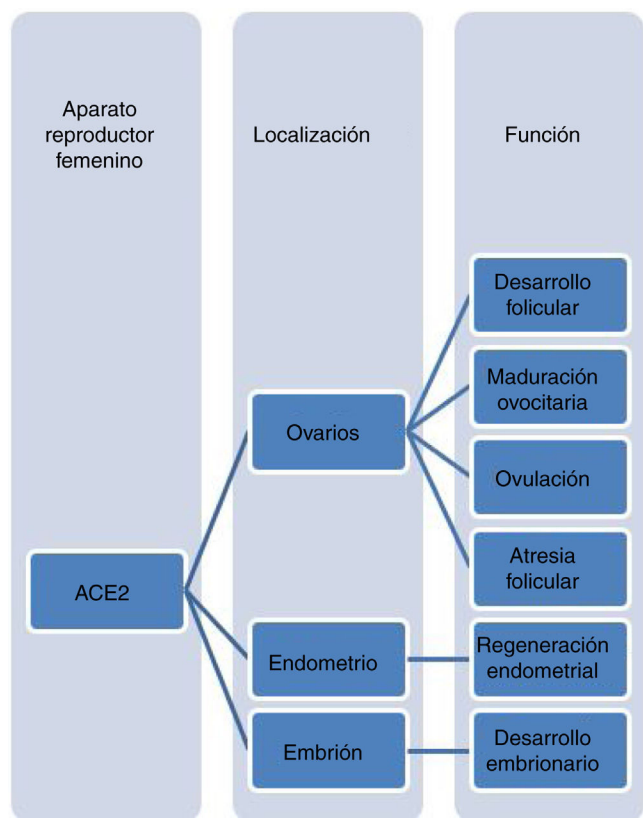 Aparato
reproductor
femenino
Localización
Función
Desarrollo
folicular
Maduración
ovocitaria
Ovarios
Ovulación
Atresia
folicular
ACE2
Endometrio
Regeneración
endometrial
Embrión
Desarrollo
embrionario